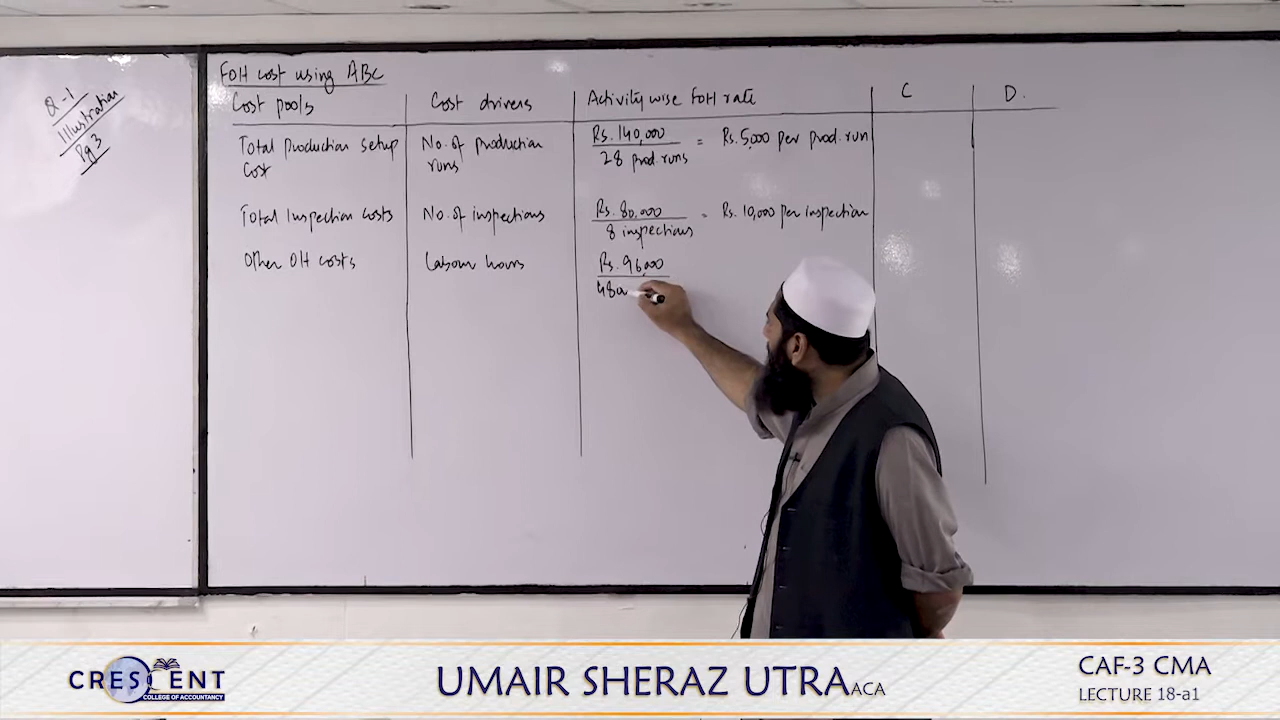 Q-1
Illustration
Pg 3
FOH cost using ABC
Cost pools Cost drivers Activity wise FOH rate C D.
Total production setup cost No. of production runs Rs. 140,000 / 28 prod. runs = Rs. 5,000 per prod. run
Total Inspection costs No. of inspections Rs. 80,000 / 8 inspections = Rs. 10,000 per inspection
Other OH costs Labour hours Rs. 96,000 / 480
CRESCENT
COLLEGE OF ACCOUNTANCY
UMAIR SHERAZ UTRA ACA
CAF-3 CMA
LECTURE 18-a1